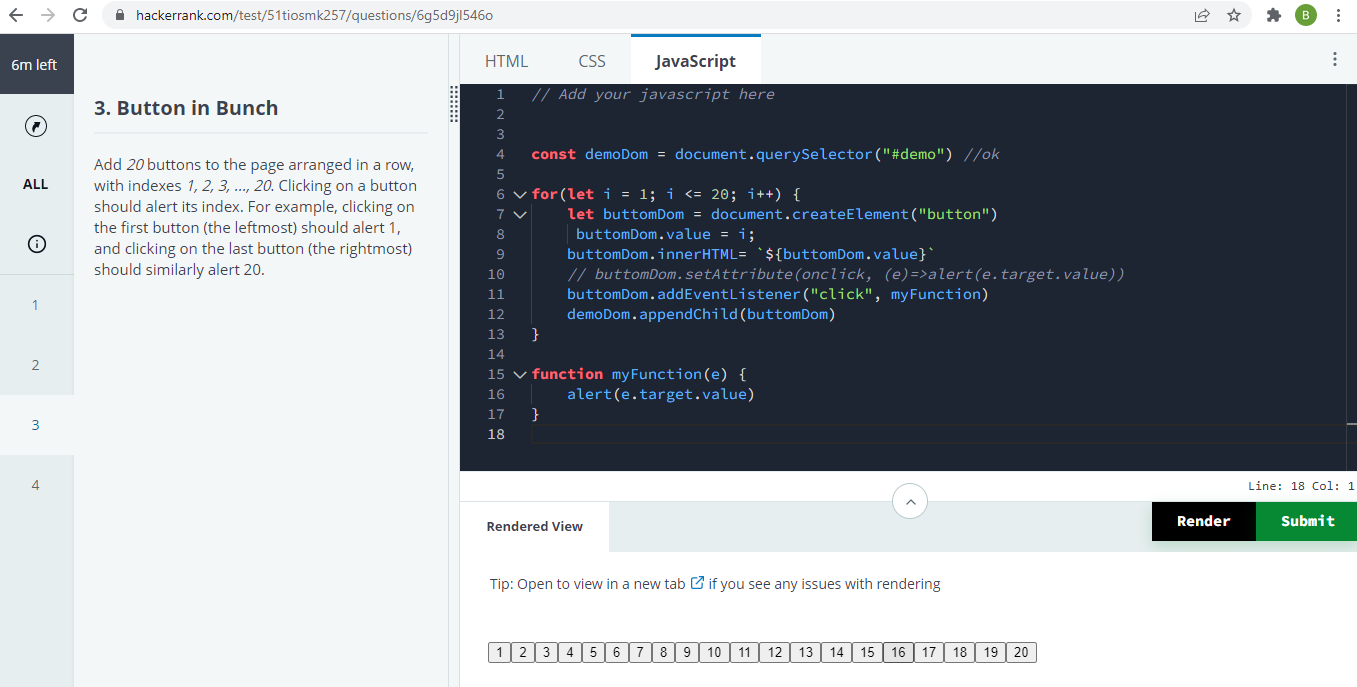 hackerrank.com/test/51tiosmk257/questions/6g5d9jl546o
B
6m left
ALL
1
2
3
4
3. Button in Bunch
Add 20 buttons to the page arranged in a row,
with indexes 1, 2, 3, ..., 20. Clicking on a button
should alert its index. For example, clicking on
the first button (the leftmost) should alert 1,
and clicking on the last button (the rightmost)
should similarly alert 20.
HTML CSS JavaScript
1 // Add your javascript here
2
3
4 const demoDom = document.querySelector("#demo") //ok
5
6 for(let i = 1; i <= 20; i++) {
7 let buttomDom = document.createElement("button")
8 buttomDom.value = i;
9 buttomDom.innerHTML= `${buttomDom.value}`
10 // buttomDom.setAttribute(onclick, (e)=>alert(e.target.value))
11 buttomDom.addEventListener("click", myFunction)
12 demoDom.appendChild(buttomDom)
13 }
14
15 function myFunction(e) {
16 alert(e.target.value)
17 }
18
Line: 18 Col: 1
Rendered View
Render Submit
Tip: Open to view in a new tab if you see any issues with rendering
1 2 3 4 5 6 7 8 9 10 11 12 13 14 15 16 17 18 19 20